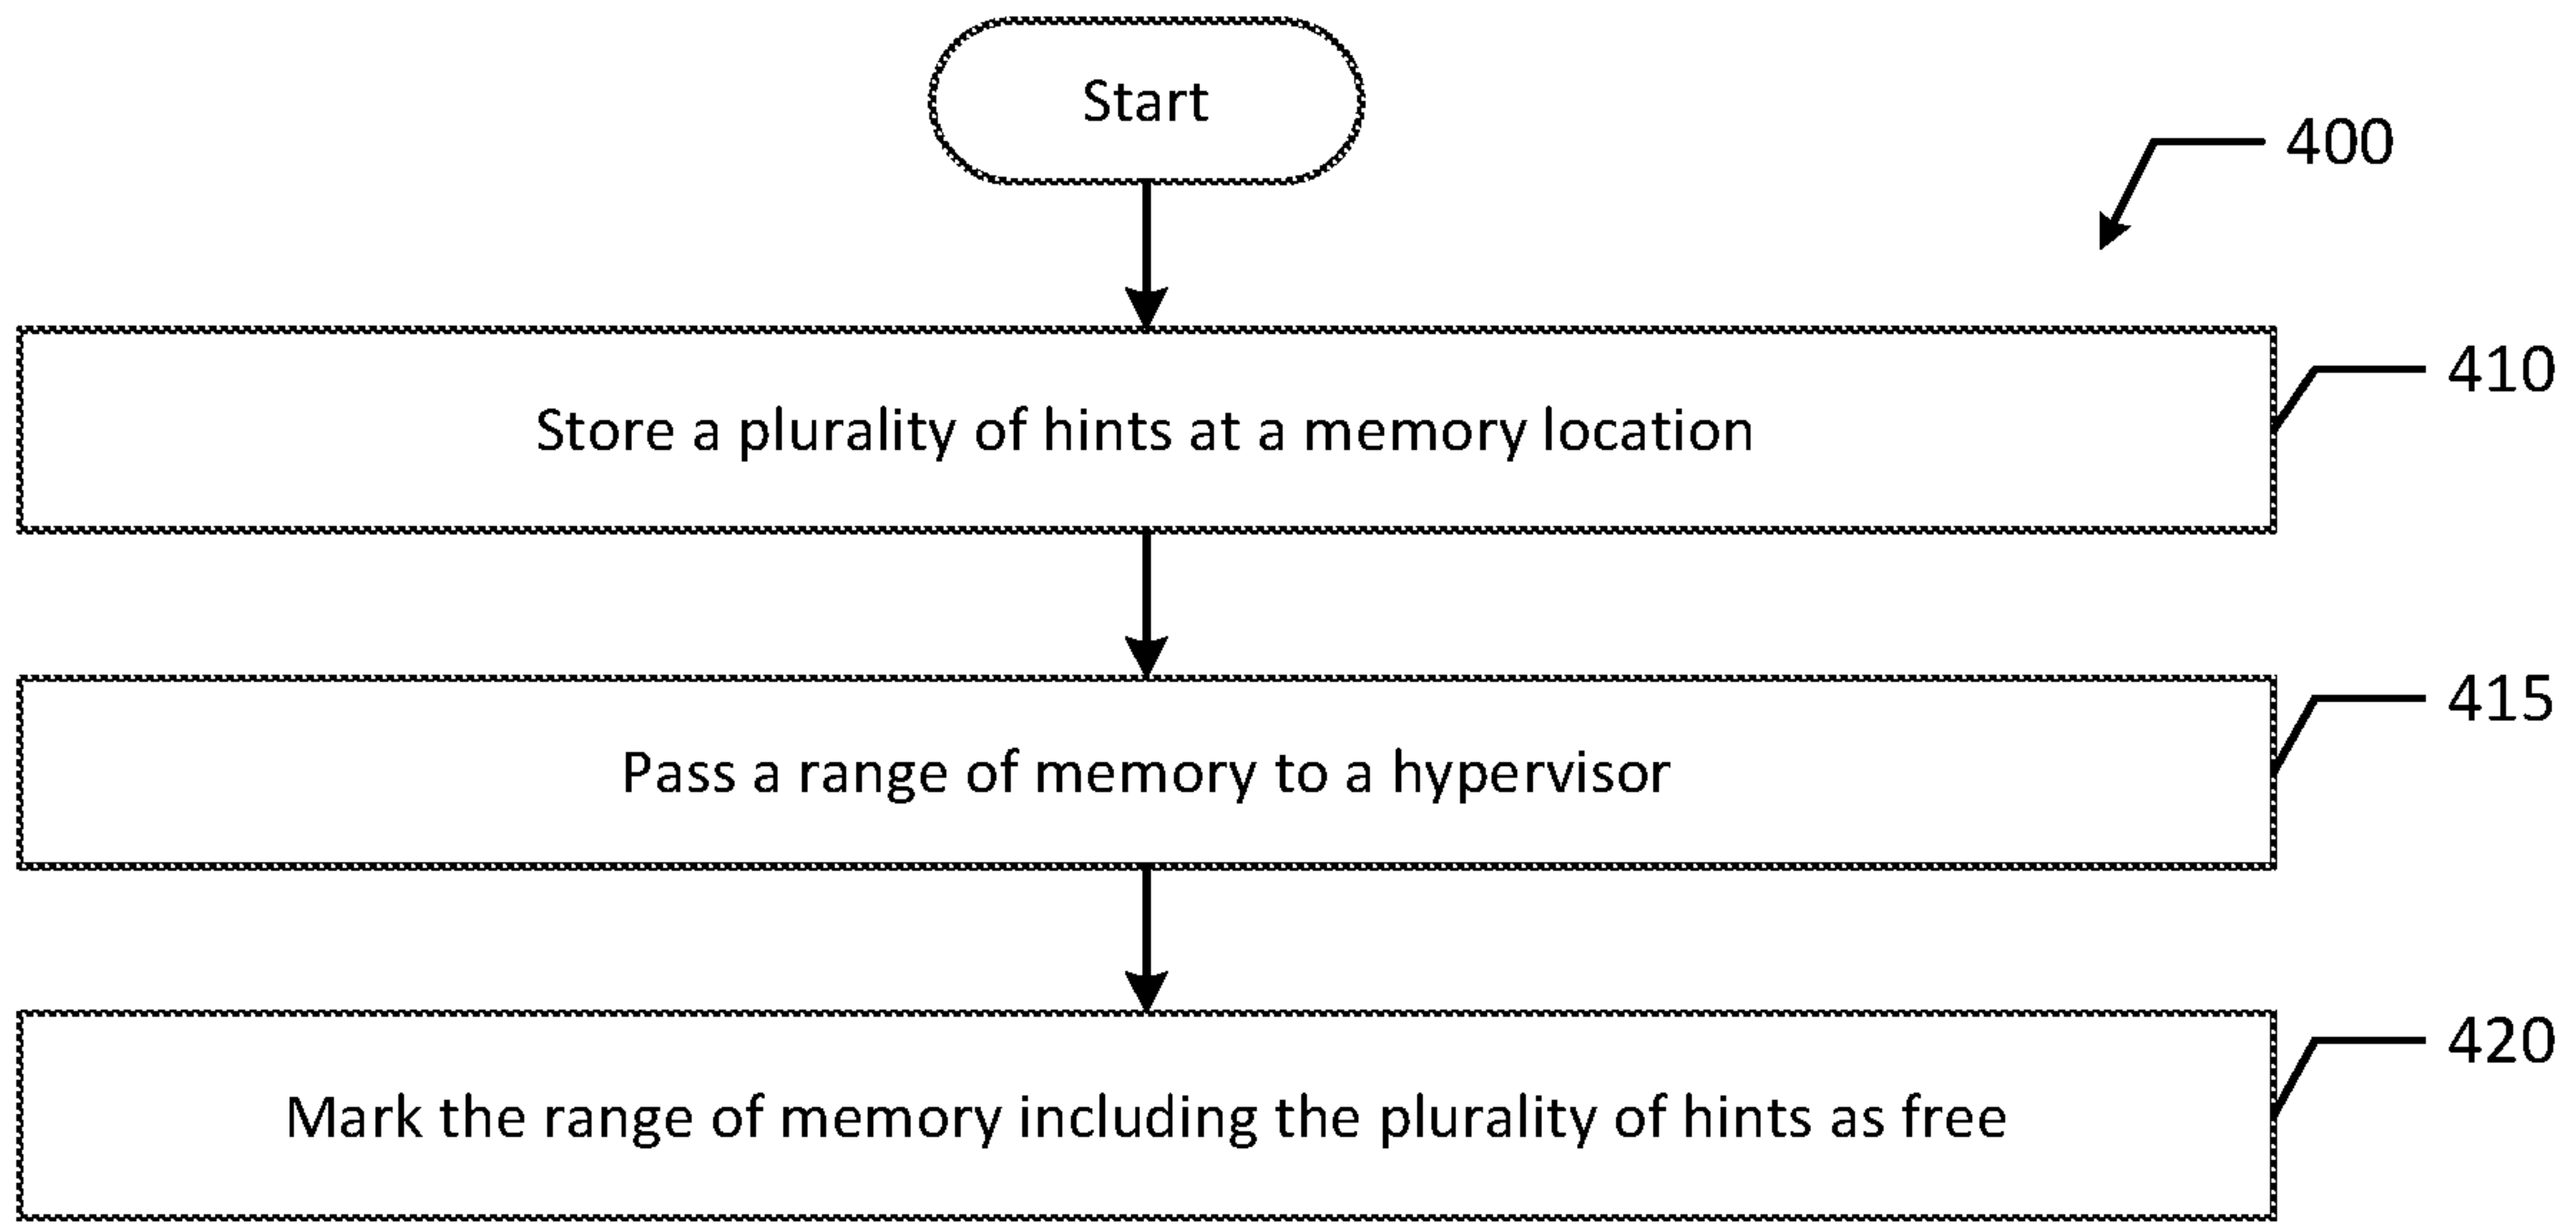 Start
400
410
Store a plurality of hints at a memory location
415
Pass a range of memory to a hypervisor
420
Mark the range of memory including the plurality of hints as free